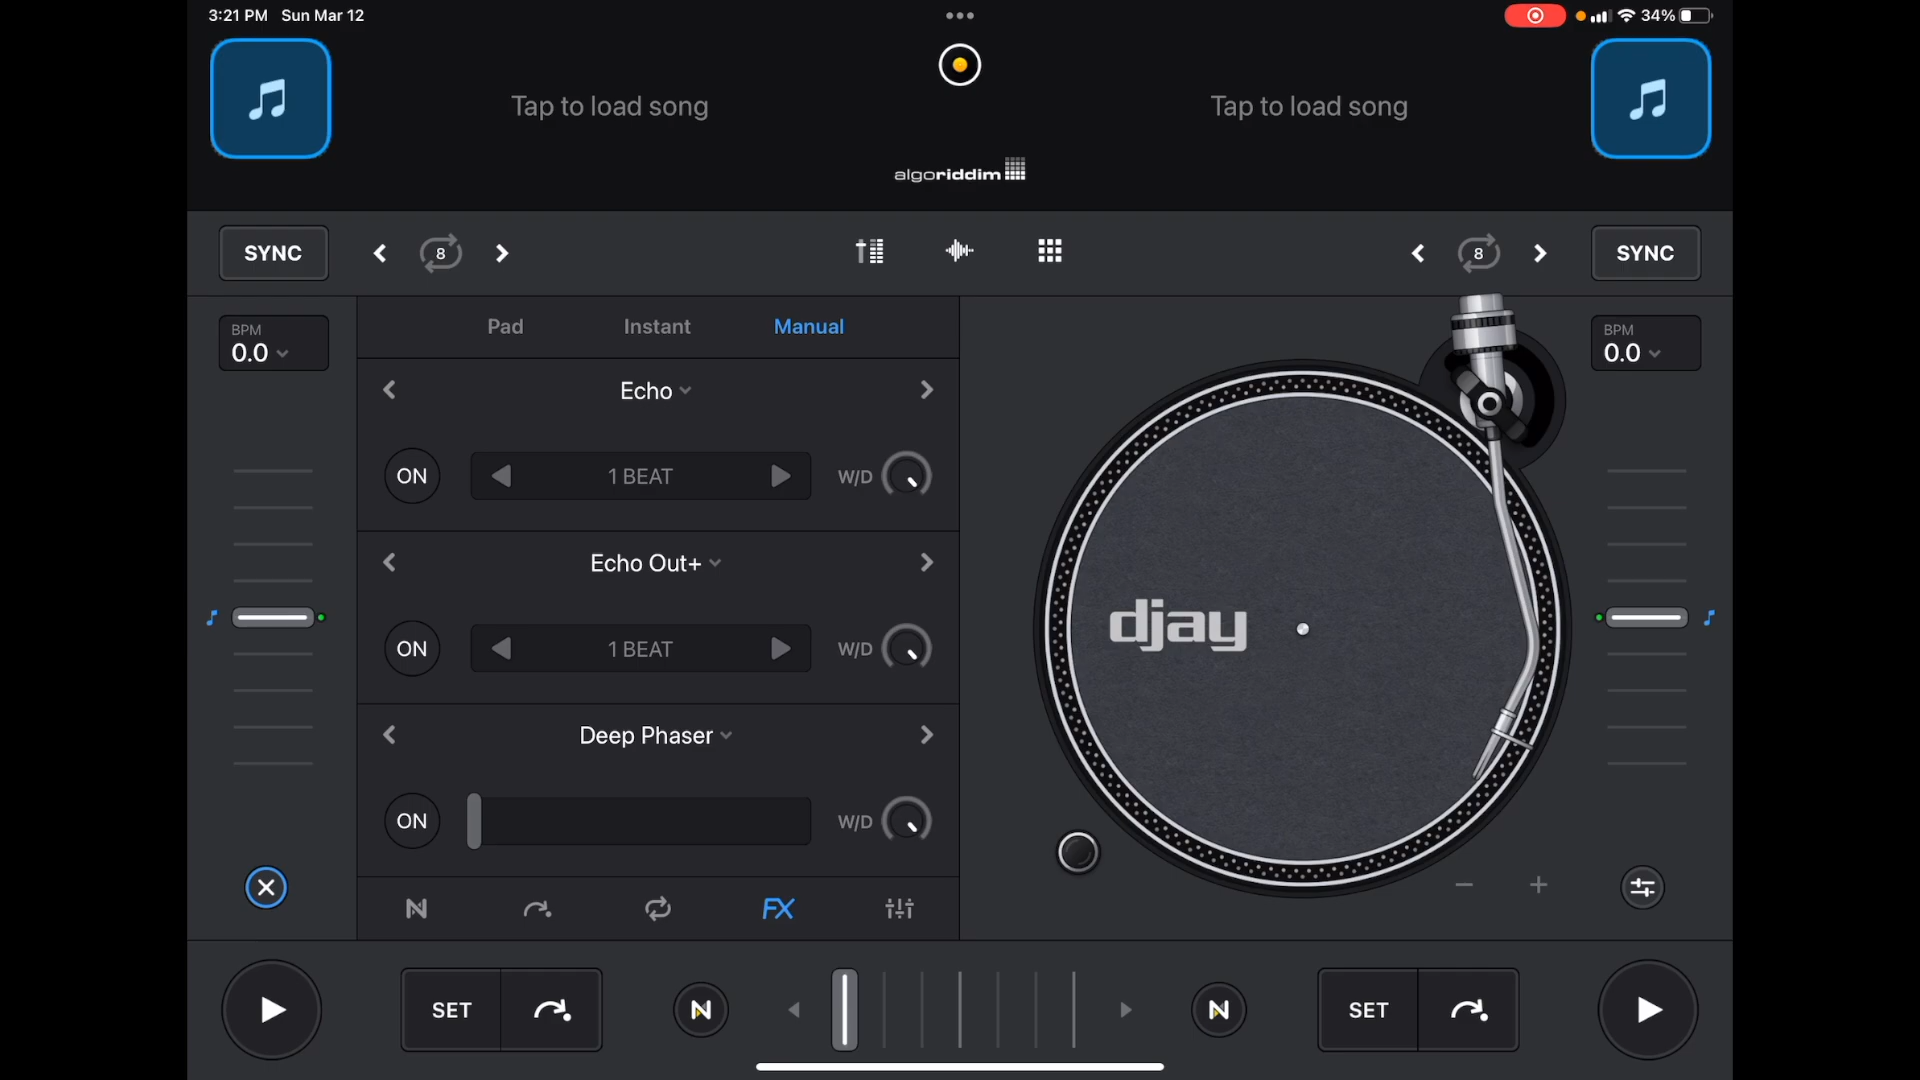 3:21 PM Sun Mar 12
34%
Tap to load song
Tap to load song
algoriddim
SYNC
8
8
SYNC
BPM
0.0
Pad
Instant
Manual
BPM
0.0
Echo
ON
1 BEAT
W/D
Echo Out+
ON
1 BEAT
W/D
djay
Deep Phaser
ON
W/D
FX
SET
SET